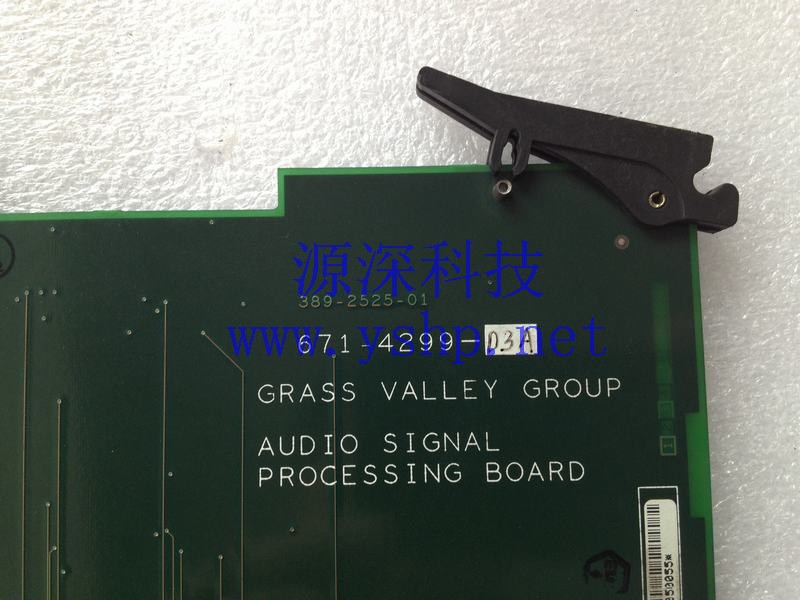 源深科技
389-2525-01
www.yshp.net
671-4299-03A
GRASS VALLEY GROUP
AUDIO SIGNAL
PROCESSING BOARD